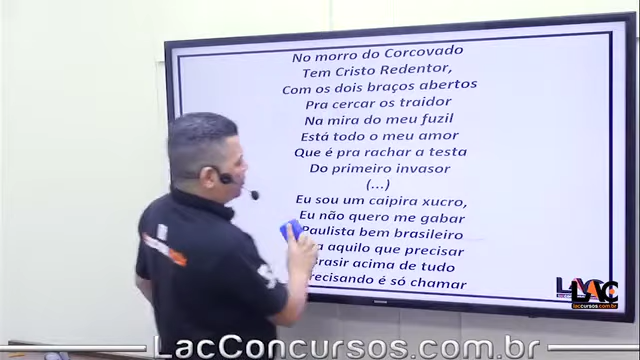 No morro do Corcovado
Tem Cristo Redentor,
Com os dois braços abertos
Pra cercar os traidor
Na mira do meu fuzil
Está todo o meu amor
Que é pra rachar a testa
Do primeiro invasor
(...)
Eu sou um caipira xucro,
Eu não quero me gabar
Paulista bem brasileiro
aquilo que precisar
acima de tudo
é só chamar
LAC
lacconcursos.com.br
LacConcursos.com.br